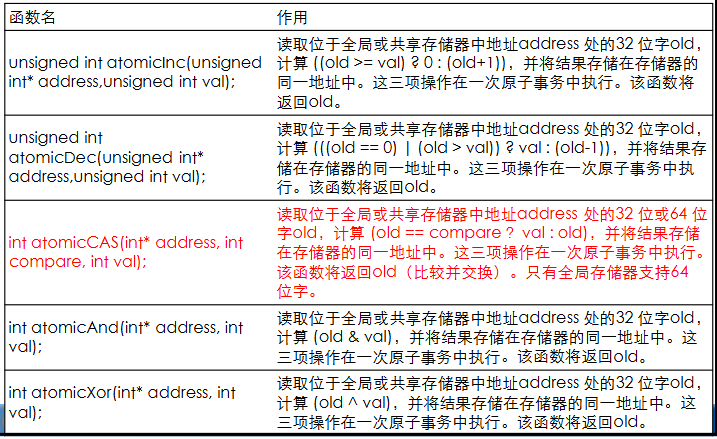 函数名
作用
unsigned int atomicInc(unsigned
int* address,unsigned int val);
读取位于全局或共享存储器中地址address 处的32 位字old，
计算 ((old >= val) ? 0 : (old+1))，并将结果存储在存储器的
同一地址中。这三项操作在一次原子事务中执行。该函数将
返回old。
unsigned int
atomicDec(unsigned int*
address,unsigned int val);
读取位于全局或共享存储器中地址address 处的32 位字old，
计算 (((old == 0) | (old > val)) ? val : (old-1))，并将结果存
储在存储器的同一地址中。这三项操作在一次原子事务中执
行。该函数将返回old。
int atomicCAS(int* address, int
compare, int val);
读取位于全局或共享存储器中地址address 处的32 位或64 位
字old，计算 (old == compare ? val : old)，并将结果存储
在存储器的同一地址中。这三项操作在一次原子事务中执行。
该函数将返回old（比较并交换）。只有全局存储器支持64
位字。
int atomicAnd(int* address, int
val);
读取位于全局或共享存储器中地址address 处的32 位字old，
计算 (old & val)，并将结果存储在存储器的同一地址中。这
三项操作在一次原子事务中执行。该函数将返回old。
int atomicXor(int* address, int
val);
读取位于全局或共享存储器中地址address 处的32 位字old，
计算 (old ^ val)，并将结果存储在存储器的同一地址中。这
三项操作在一次原子事务中执行。该函数将返回old。